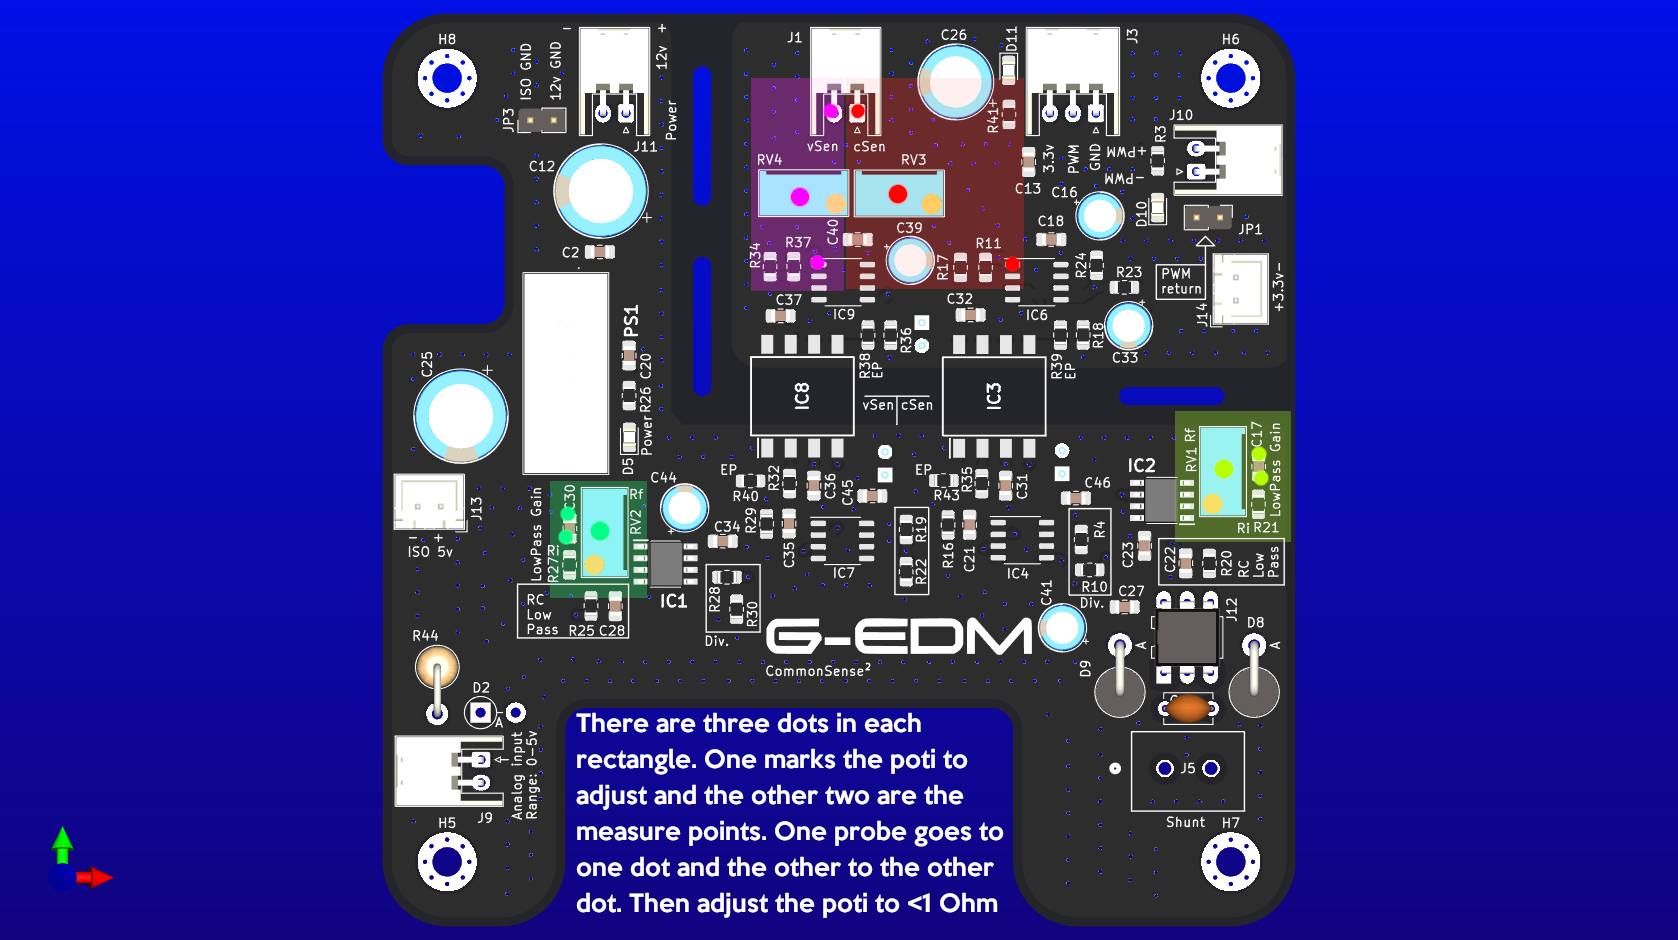 H8
ISO GND
12v GND
-
+
12v
J1
C26
D11
J3
H6
JP3
Power
J11
R41+
J10
R3
vSen
cSen
3.3v
PWM
GND
PWM+
PWM-
C12
+
RV4
RV3
C13
C16
D10
JP1
C2
R34
R37
C40
C39
R17
R11
C18
R24
R23
PWM
return
J14
+3.3v-
C37
IC9
C32
IC6
PS1
C20
R26
Power
D5
R38
EP
R36
R39
EP
R18
C33
C25
+
IC8
IC3
vSen
cSen
RV1
Rf
C17
LowPass Gain
Ri
R21
IC2
J13
- +
ISO 5v
LowPass Gain
C30
Rf
RV2
Ri
R27
C44
EP
R40
R32
C36
C45
EP
R43
R35
C31
C46
C34
R29
C35
IC7
R19
R22
R16
C21
IC4
R4
R10
Div.
C23
C22
R20
RC
Low
Pass
IC1
RC
Low
Pass
R25
C28
R28
R30
Div.
C41
C27
J12
D8
A
D9
A
G-EDM
CommonSense²
R44
D2
A
Analog input
Range: 0-5v
J9
H5
J5
Shunt
H7
There are three dots in each
rectangle. One marks the poti to
adjust and the other two are the
measure points. One probe goes to
one dot and the other to the other
dot. Then adjust the poti to <1 Ohm